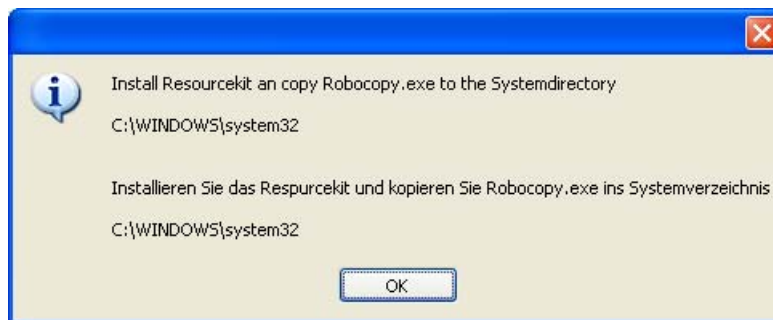 Install Resourcekit an copy Robocopy.exe to the Systemdirectory
C:\WINDOWS\system32
Installieren Sie das Respurcekit und kopieren Sie Robocopy.exe ins Systemverzeichnis
C:\WINDOWS\system32
OK